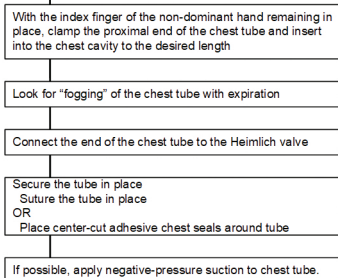 With the index finger of the non-dominant hand remaining in
place, clamp the proximal end of the chest tube and insert
into the chest cavity to the desired length
Look for “fogging” of the chest tube with expiration
Connect the end of the chest tube to the Heimlich valve
Secure the tube in place
Suture the tube in place
OR
Place center-cut adhesive chest seals around tube
If possible, apply negative-pressure suction to chest tube.